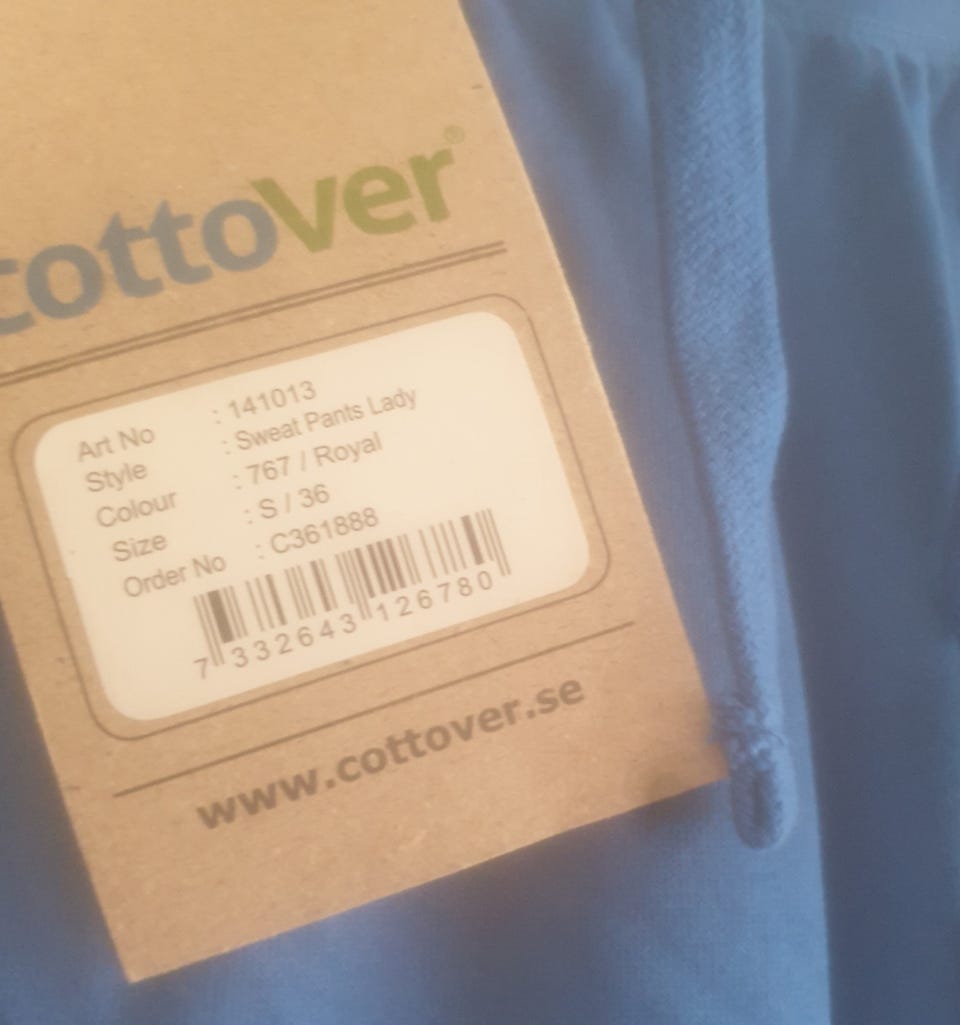 cottoVer®
Art No : 141013
Style : Sweat Pants Lady
Colour : 767 / Royal
Size : S / 36
Order No : C361888
7 332643 126780
www.cottover.se